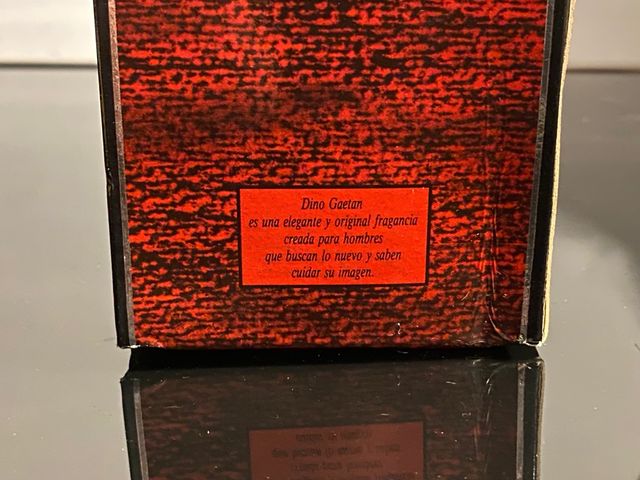 Dino Gaetan
es una elegante y original fragancia
creada para hombres
que buscan lo nuevo y saben
cuidar su imagen.